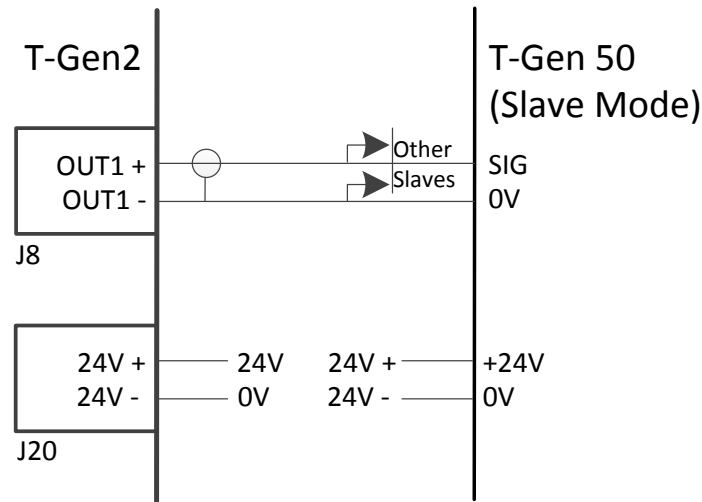 T-Gen2
T-Gen 50
(Slave Mode)
OUT1 +
OUT1 -
J8
Other
Slaves
SIG
0V
24V +
24V -
J20
24V
0V
24V +
24V -
+24V
0V